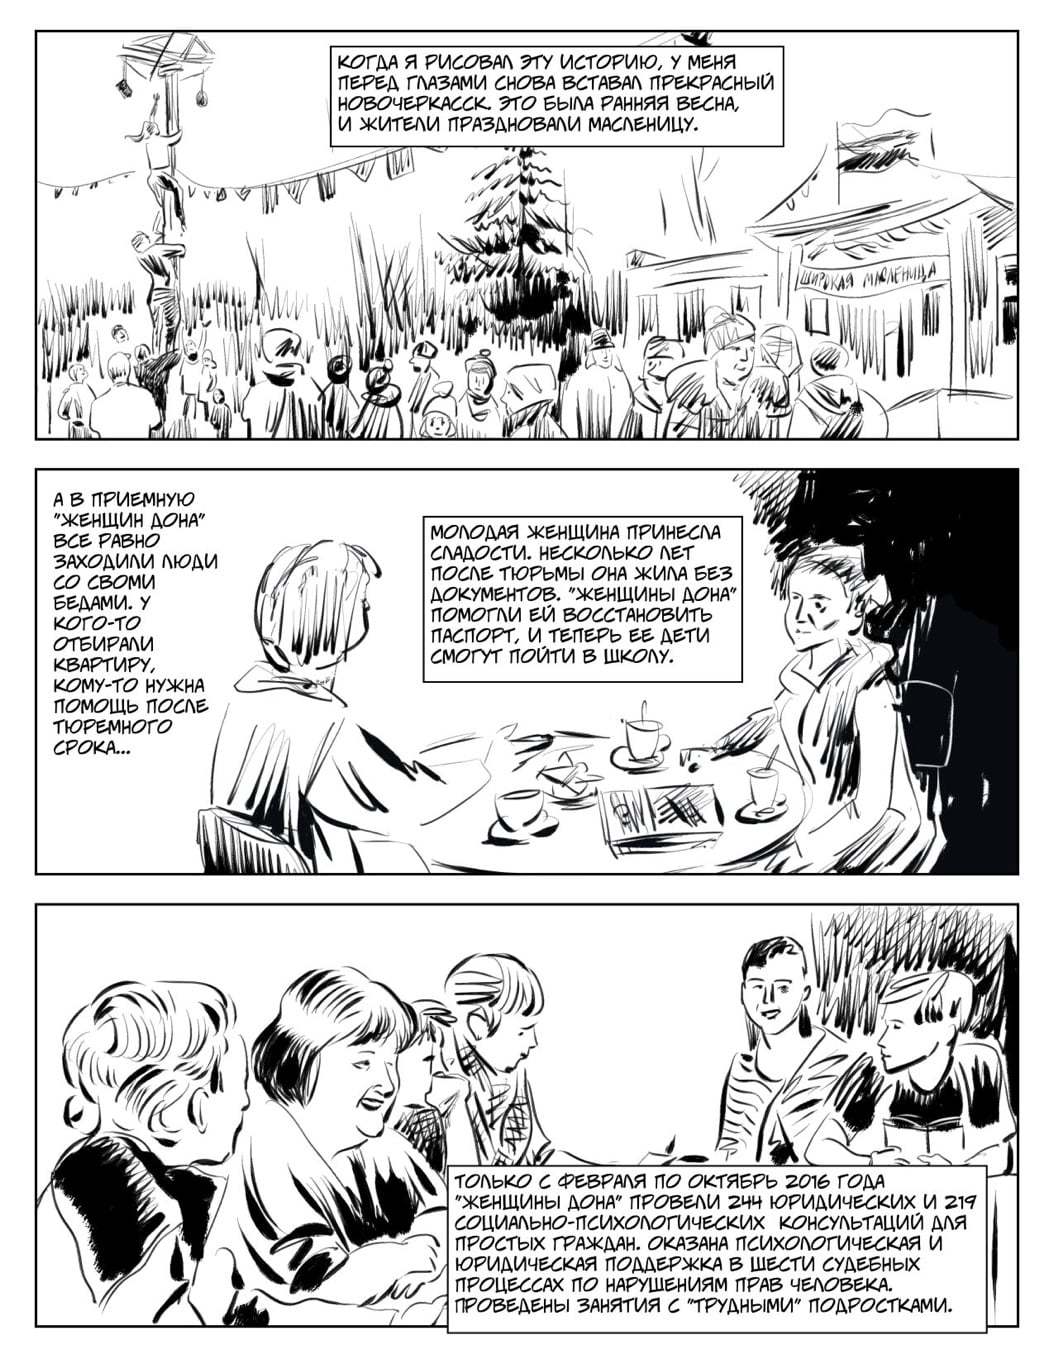 КОГДА Я РИСОВАЛ ЭТУ ИСТОРИЮ, У МЕНЯ
ПЕРЕД ГЛАЗАМИ СНОВА ВСТАВАЛ ПРЕКРАСНЫЙ
НОВОЧЕРКАССК. ЭТО БЫЛА РАННЯЯ ВЕСНА,
И ЖИТЕЛИ ПРАЗДНОВАЛИ МАСЛЕНИЦУ.
ШИРОКАЯ МАСЛЕНИЦА
А В ПРИЕМНУЮ
"ЖЕНЩИН ДОНА"
ВСЕ РАВНО
ЗАХОДИЛИ ЛЮДИ
СО СВОМИ
БЕДАМИ. У
КОГО-ТО
ОТБИРАЛИ
КВАРТИРУ,
КОМУ-ТО НУЖНА
ПОМОЩЬ ПОСЛЕ
ТЮРЕМНОГО
СРОКА...
МОЛОДАЯ ЖЕНЩИНА ПРИНЕСЛА
СЛАДОСТИ. НЕСКОЛЬКО ЛЕТ
ПОСЛЕ ТЮРЬМЫ ОНА ЖИЛА БЕЗ
ДОКУМЕНТОВ. "ЖЕНЩИНЫ ДОНА"
ПОМОГЛИ ЕЙ ВОССТАНОВИТЬ
ПАСПОРТ, И ТЕПЕРЬ ЕЕ ДЕТИ
СМОГУТ ПОЙТИ В ШКОЛУ.
ТОЛЬКО С ФЕВРАЛЯ ПО ОКТЯБРЬ 2016 ГОДА
"ЖЕНЩИНЫ ДОНА" ПРОВЕЛИ 244 ЮРИДИЧЕСКИХ И 219
СОЦИАЛЬНО-ПСИХОЛОГИЧЕСКИХ КОНСУЛЬТАЦИЙ ДЛЯ
ПРОСТЫХ ГРАЖДАН. ОКАЗАНА ПСИХОЛОГИЧЕСКАЯ И
ЮРИДИЧЕСКАЯ ПОДДЕРЖКА В ШЕСТИ СУДЕБНЫХ
ПРОЦЕССАХ ПО НАРУШЕНИЯМ ПРАВ ЧЕЛОВЕКА.
ПРОВЕДЕНЫ ЗАНЯТИЯ С "ТРУДНЫМИ" ПОДРОСТКАМИ.